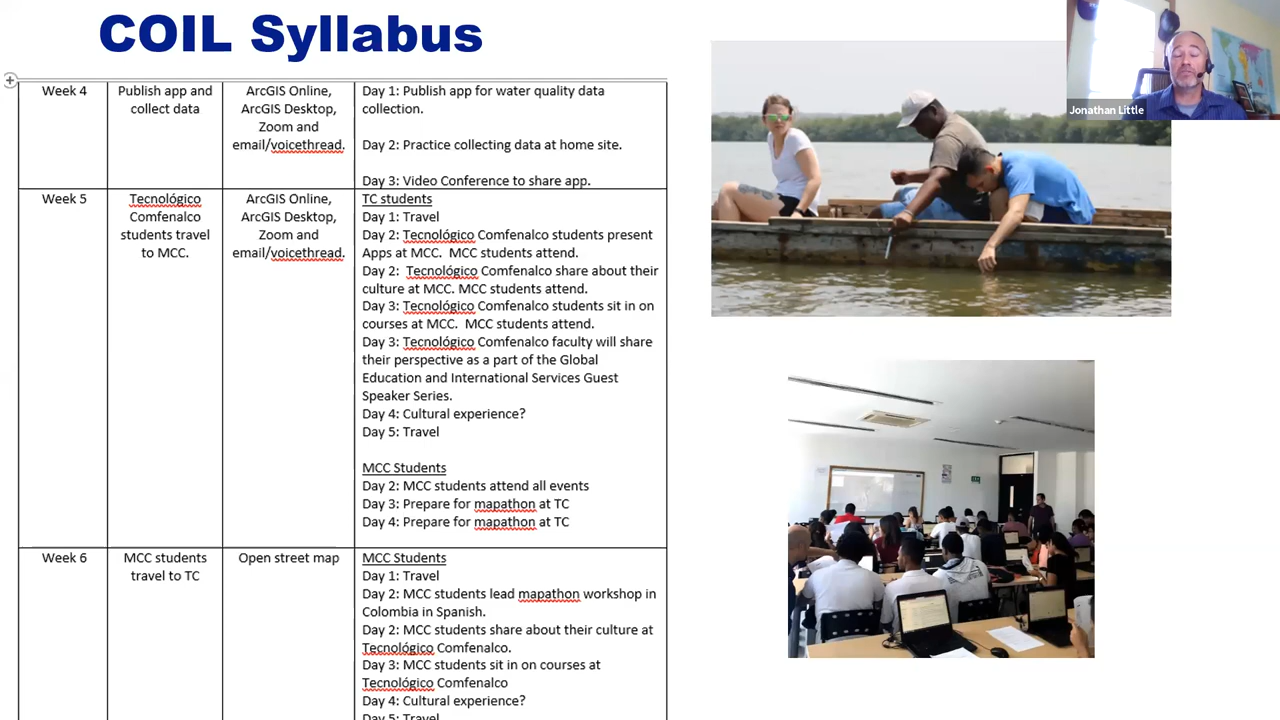 COIL Syllabus
Jonathan Little
Week 4
Publish app and
collect data
ArcGIS Online,
ArcGIS Desktop,
Zoom and
email/voicethread.
Day 1: Publish app for water quality data
collection.
Day 2: Practice collecting data at home site.
Day 3: Video Conference to share app.
Week 5
Tecnológico
Comfenalco
students travel
to MCC.
ArcGIS Online,
ArcGIS Desktop,
Zoom and
email/voicethread.
TC students
Day 1: Travel
Day 2: Tecnológico Comfenalco students present
Apps at MCC.  MCC students attend.
Day 2:  Tecnológico Comfenalco share about their
culture at MCC. MCC students attend.
Day 3: Tecnológico Comfenalco students sit in on
courses at MCC.  MCC students attend.
Day 3: Tecnológico Comfenalco faculty will share
their perspective as a part of the Global
Education and International Services Guest
Speaker Series.
Day 4: Cultural experience?
Day 5: Travel
MCC Students
Day 2: MCC students attend all events
Day 3: Prepare for mapathon at TC
Day 4: Prepare for mapathon at TC
Week 6
MCC students
travel to TC
Open street map
MCC Students
Day 1: Travel
Day 2: MCC students lead mapathon workshop in
Colombia in Spanish.
Day 2: MCC students share about their culture at
Tecnológico Comfenalco.
Day 3: MCC students sit in on courses at
Tecnológico Comfenalco
Day 4: Cultural experience?
Day 5: Travel